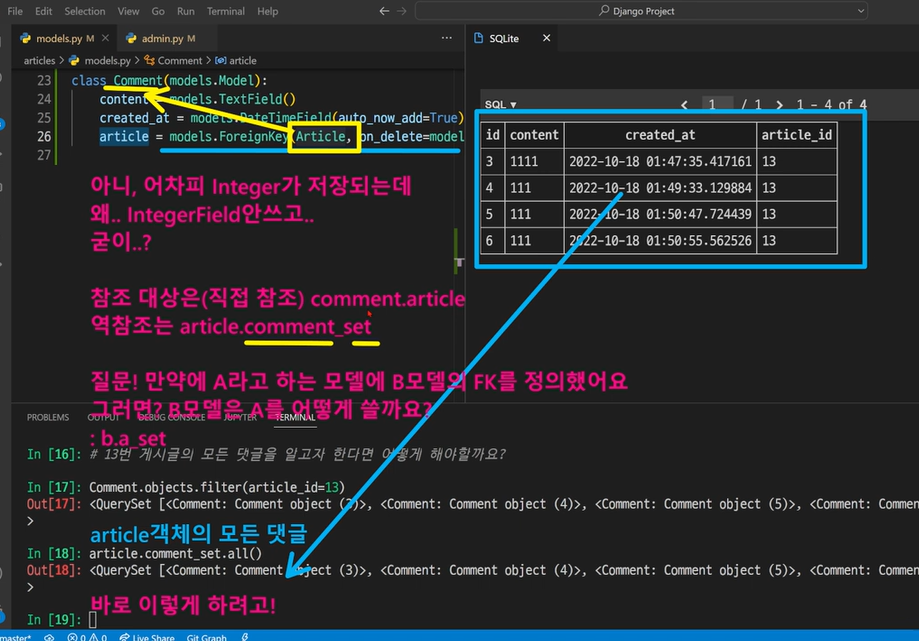 File Edit Selection View Go Run Terminal Help
Django Project
models.py M
admin.py M
SQLite
articles > models.py > Comment > article
23 class Comment(models.Model):
24 content = models.TextField()
25 created_at = models.DateTimeField(auto_now_add=True)
26 article = models.ForeignKey(Article, on_delete=model
27
SQL
1 / 1 1 - 4 of 4
id content created_at article_id
3 1111 2022-10-18 01:47:35.417161 13
4 111 2022-10-18 01:49:33.129884 13
5 111 2022-10-18 01:50:47.724439 13
6 111 2022-10-18 01:50:55.562526 13
아니, 어차피 Integer가 저장되는데
왜.. IntegerField안쓰고..
굳이..?
참조 대상은(직접 참조) comment.article
역참조는 article.comment_set
질문! 만약에 A라고 하는 모델에 B모델의 FK를 정의했어요
그러면? B모델은 A를 어떻게 쓸까요?
: b.a_set
PROBLEMS OUTPUT DEBUG CONSOLE JUPYTER TERMINAL
In [16]: # 13번 게시글의 모든 댓글을 일고자 한다면 어떻게 해야할까요?
In [17]: Comment.objects.filter(article_id=13)
Out[17]: <QuerySet [<Comment: Comment object (3)>, <Comment: Comment object (4)>, <Comment: Comment object (5)>, <Comment: Commen
>
article객체의 모든 댓글
In [18]: article.comment_set.all()
Out[18]: <QuerySet [<Comment: Comment object (3)>, <Comment: Comment object (4)>, <Comment: Comment object (5)>, <Comment: Commen
>
바로 이렇게 하려고!
In [19]:
master* 0 0 Live Share Git Graph